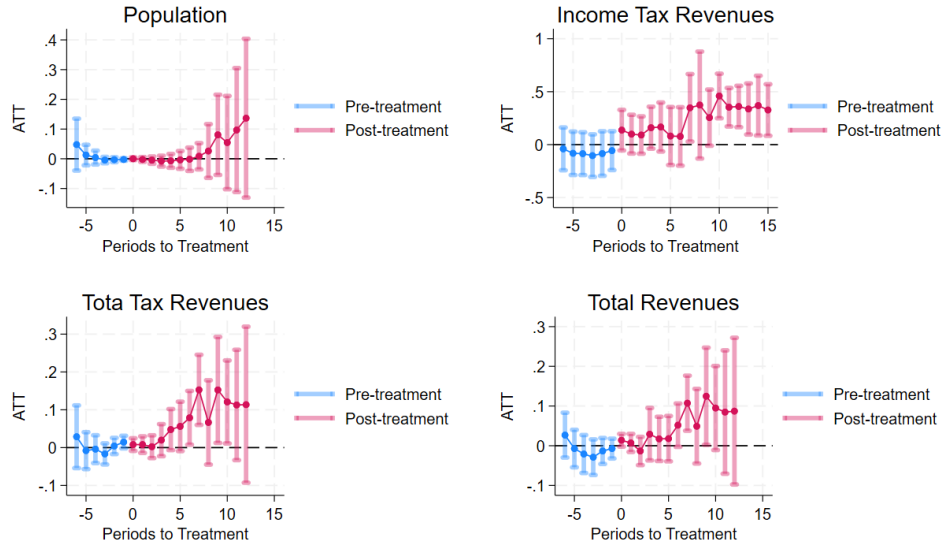 Population
.4
.3
.2
.1
0
-.1
ATT
-5 0 5 10 15
Periods to Treatment
Pre-treatment
Post-treatment
Income Tax Revenues
1
.5
0
-.5
ATT
-5 0 5 10 15
Periods to Treatment
Pre-treatment
Post-treatment
Tota Tax Revenues
.3
.2
.1
0
-.1
ATT
-5 0 5 10 15
Periods to Treatment
Pre-treatment
Post-treatment
Total Revenues
.3
.2
.1
0
-.1
ATT
-5 0 5 10 15
Periods to Treatment
Pre-treatment
Post-treatment